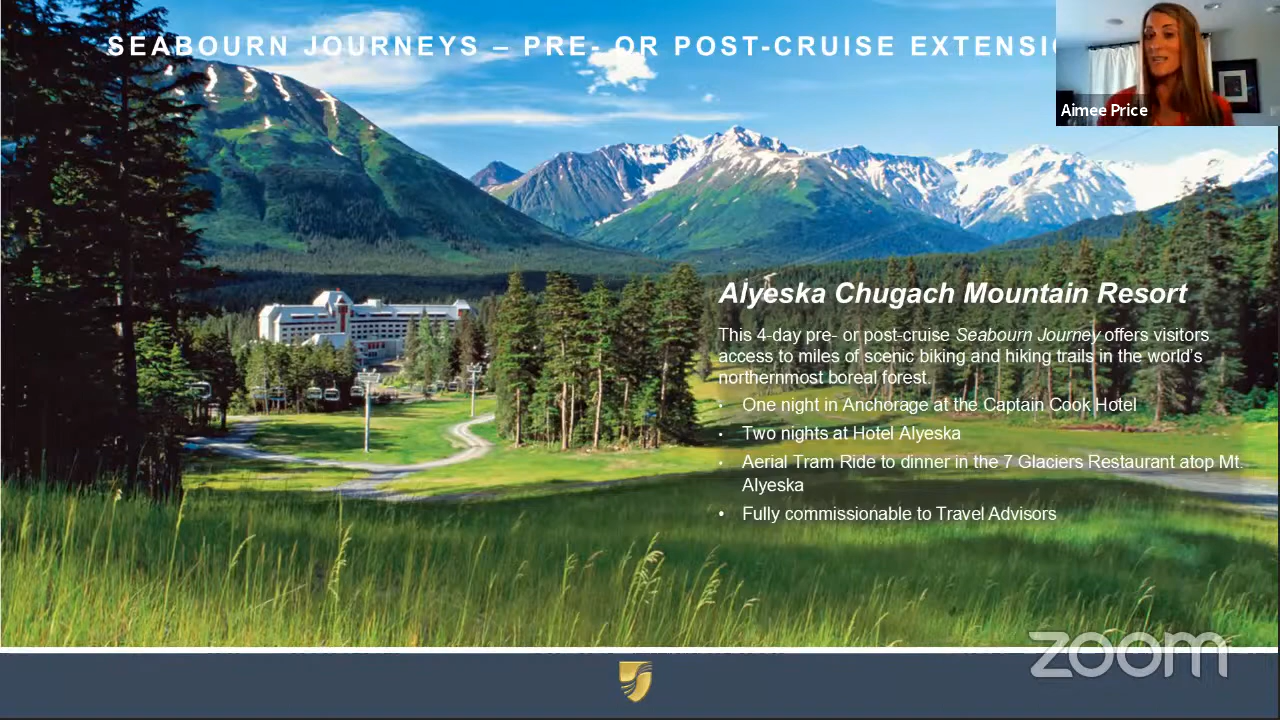 SEABOURN JOURNEYS – PRE- OR POST-CRUISE EXTENSI
Aimee Price
Alyeska Chugach Mountain Resort
This 4-day pre- or post-cruise Seabourn Journey offers visitors
access to miles of scenic biking and hiking trails in the world's
northernmost boreal forest.
• One night in Anchorage at the Captain Cook Hotel
• Two nights at Hotel Alyeska
• Aerial Tram Ride to dinner in the 7 Glaciers Restaurant atop Mt.
Alyeska
• Fully commissionable to Travel Advisors
zoom